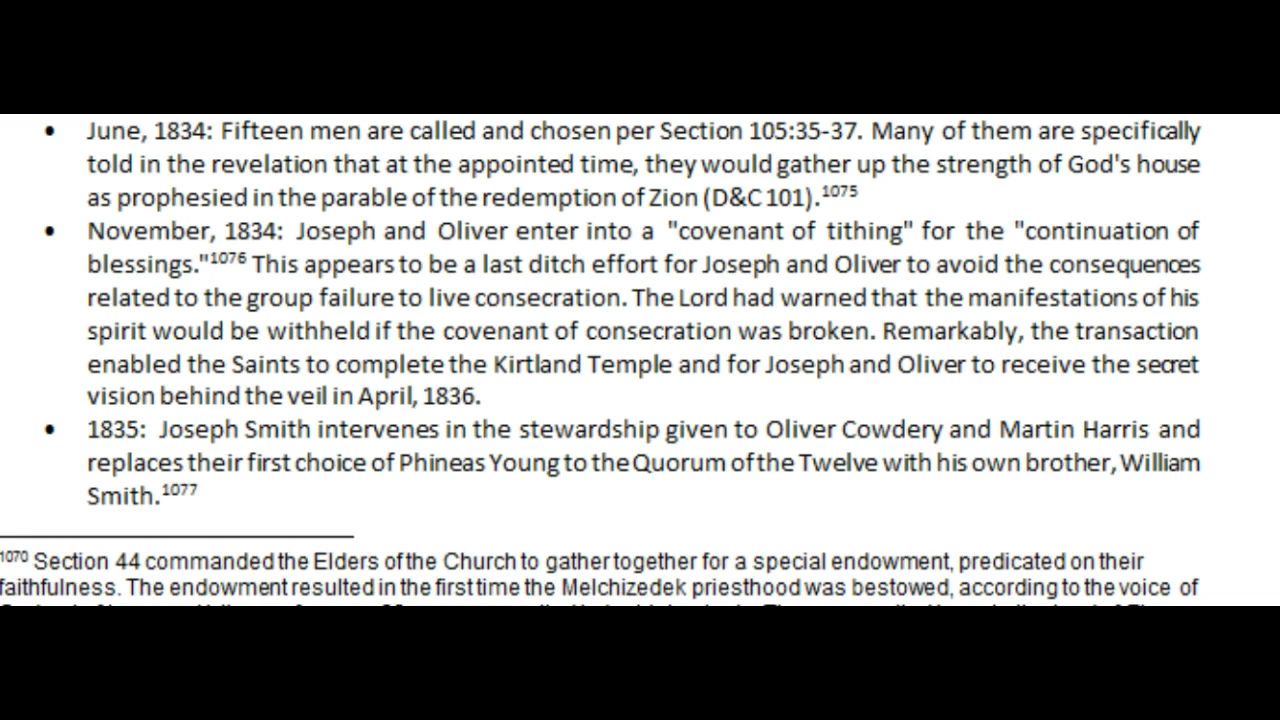 • June, 1834: Fifteen men are called and chosen per Section 105:35-37. Many of them are specifically
told in the revelation that at the appointed time, they would gather up the strength of God's house
as prophesied in the parable of the redemption of Zion (D&C 101).1075
• November, 1834: Joseph and Oliver enter into a "covenant of tithing" for the "continuation of
blessings."1076 This appears to be a last ditch effort for Joseph and Oliver to avoid the consequences
related to the group failure to live consecration. The Lord had warned that the manifestations of his
spirit would be withheld if the covenant of consecration was broken. Remarkably, the transaction
enabled the Saints to complete the Kirtland Temple and for Joseph and Oliver to receive the secret
vision behind the veil in April, 1836.
• 1835: Joseph Smith intervenes in the stewardship given to Oliver Cowdery and Martin Harris and
replaces their first choice of Phineas Young to the Quorum of the Twelve with his own brother, William
Smith.1077
1070 Section 44 commanded the Elders of the Church to gather together for a special endowment, predicated on their
faithfulness. The endowment resulted in the first time the Melchizedek priesthood was bestowed, according to the voice of